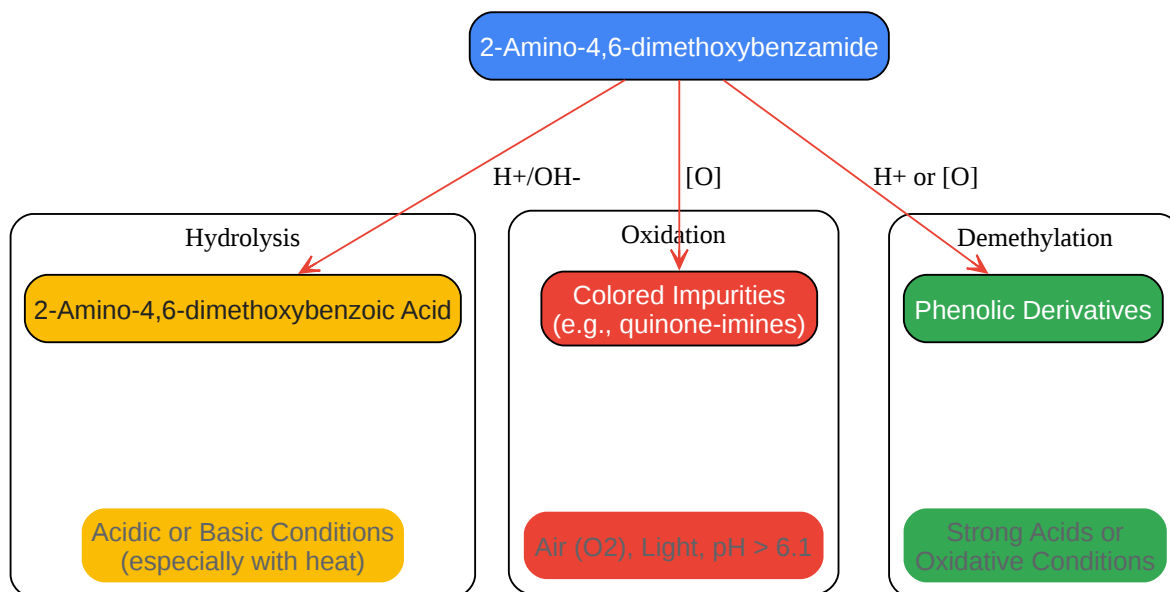 2-Amino-4,6-dimethoxybenzamide
H+/OH-
[O]
H+ or [O]
Hydrolysis
Oxidation
Demethylation
2-Amino-4,6-dimethoxybenzoic Acid
Colored Impurities
(e.g., quinone-imines)
Phenolic Derivatives
Acidic or Basic Conditions
(especially with heat)
Air (O2), Light, pH > 6.1
Strong Acids or
Oxidative Conditions